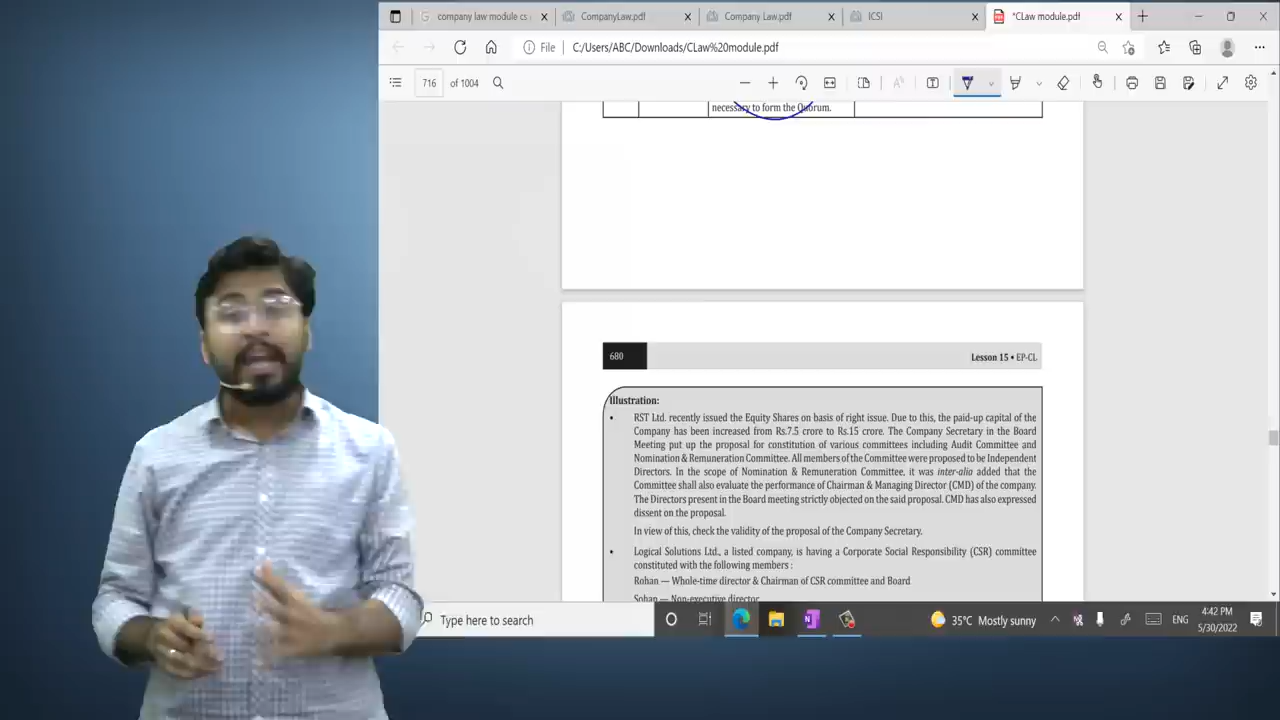 company law module cs
CompanyLaw.pdf
Company Law.pdf
ICSI
*CLaw module.pdf
File
C:/Users/ABC/Downloads/CLaw%20module.pdf
716 of 1004
necessary to form the Quorum.
680
Lesson 15 • EP-CL
Illustration:
• RST Ltd. recently issued the Equity Shares on basis of right issue. Due to this, the paid-up capital of the
Company has been increased from Rs.7.5 crore to Rs.15 crore. The Company Secretary in the Board
Meeting put up the proposal for constitution of various committees including Audit Committee and
Nomination & Remuneration Committee. All members of the Committee were proposed to be Independent
Directors. In the scope of Nomination & Remuneration Committee, it was inter-alia added that the
Committee shall also evaluate the performance of Chairman & Managing Director (CMD) of the company.
The Directors present in the Board meeting strictly objected on the said proposal. CMD has also expressed
dissent on the proposal.
In view of this, check the validity of the proposal of the Company Secretary.
• Logical Solutions Ltd., a listed company, is having a Corporate Social Responsibility (CSR) committee
constituted with the following members :
Rohan — Whole-time director & Chairman of CSR committee and Board
Sohan — Non-executive director
Type here to search
35°C Mostly sunny
ENG
4:42 PM
5/30/2022